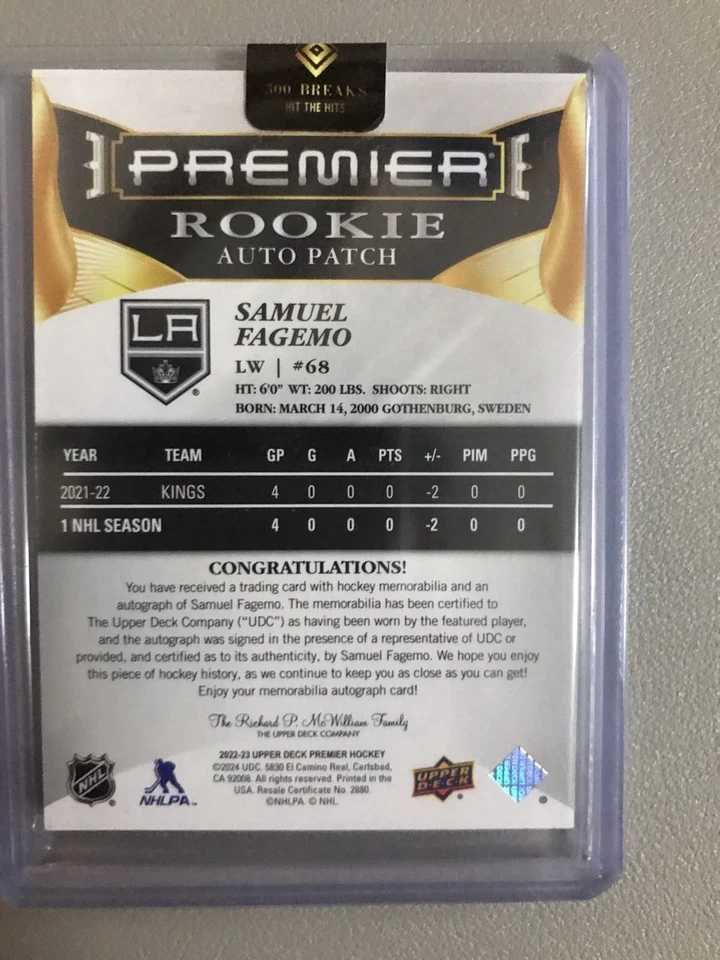 500 BREAKS
HIT THE HITS
PREMIER
ROOKIE
AUTO PATCH
LA
SAMUEL
FAGEMO
LW | #68
HT: 6'0" WT: 200 LBS. SHOOTS: RIGHT
BORN: MARCH 14, 2000 GOTHENBURG, SWEDEN
YEAR TEAM GP G A PTS +/- PIM PPG
2021-22 KINGS 4 0 0 0 -2 0 0
1 NHL SEASON 4 0 0 0 -2 0 0
CONGRATULATIONS!
You have received a trading card with hockey memorabilia and an
autograph of Samuel Fagemo. The memorabilia has been certified to
The Upper Deck Company ("UDC") as having been worn by the featured player,
and the autograph was signed in the presence of a representative of UDC or
provided, and certified as to its authenticity, by Samuel Fagemo. We hope you enjoy
this piece of hockey history, as we continue to keep you as close as you can get!
Enjoy your memorabilia autograph card!
The Richard P. McWilliam Family
THE UPPER DECK COMPANY
2022-23 UPPER DECK PREMIER HOCKEY
©2024 UDC. 5830 El Camino Real, Carlsbad,
CA 92008. All rights reserved. Printed in the
USA. Resale Certificate No. 2880.
©NHLPA. © NHL.
NHL
NHLPA™
UPPER
DECK